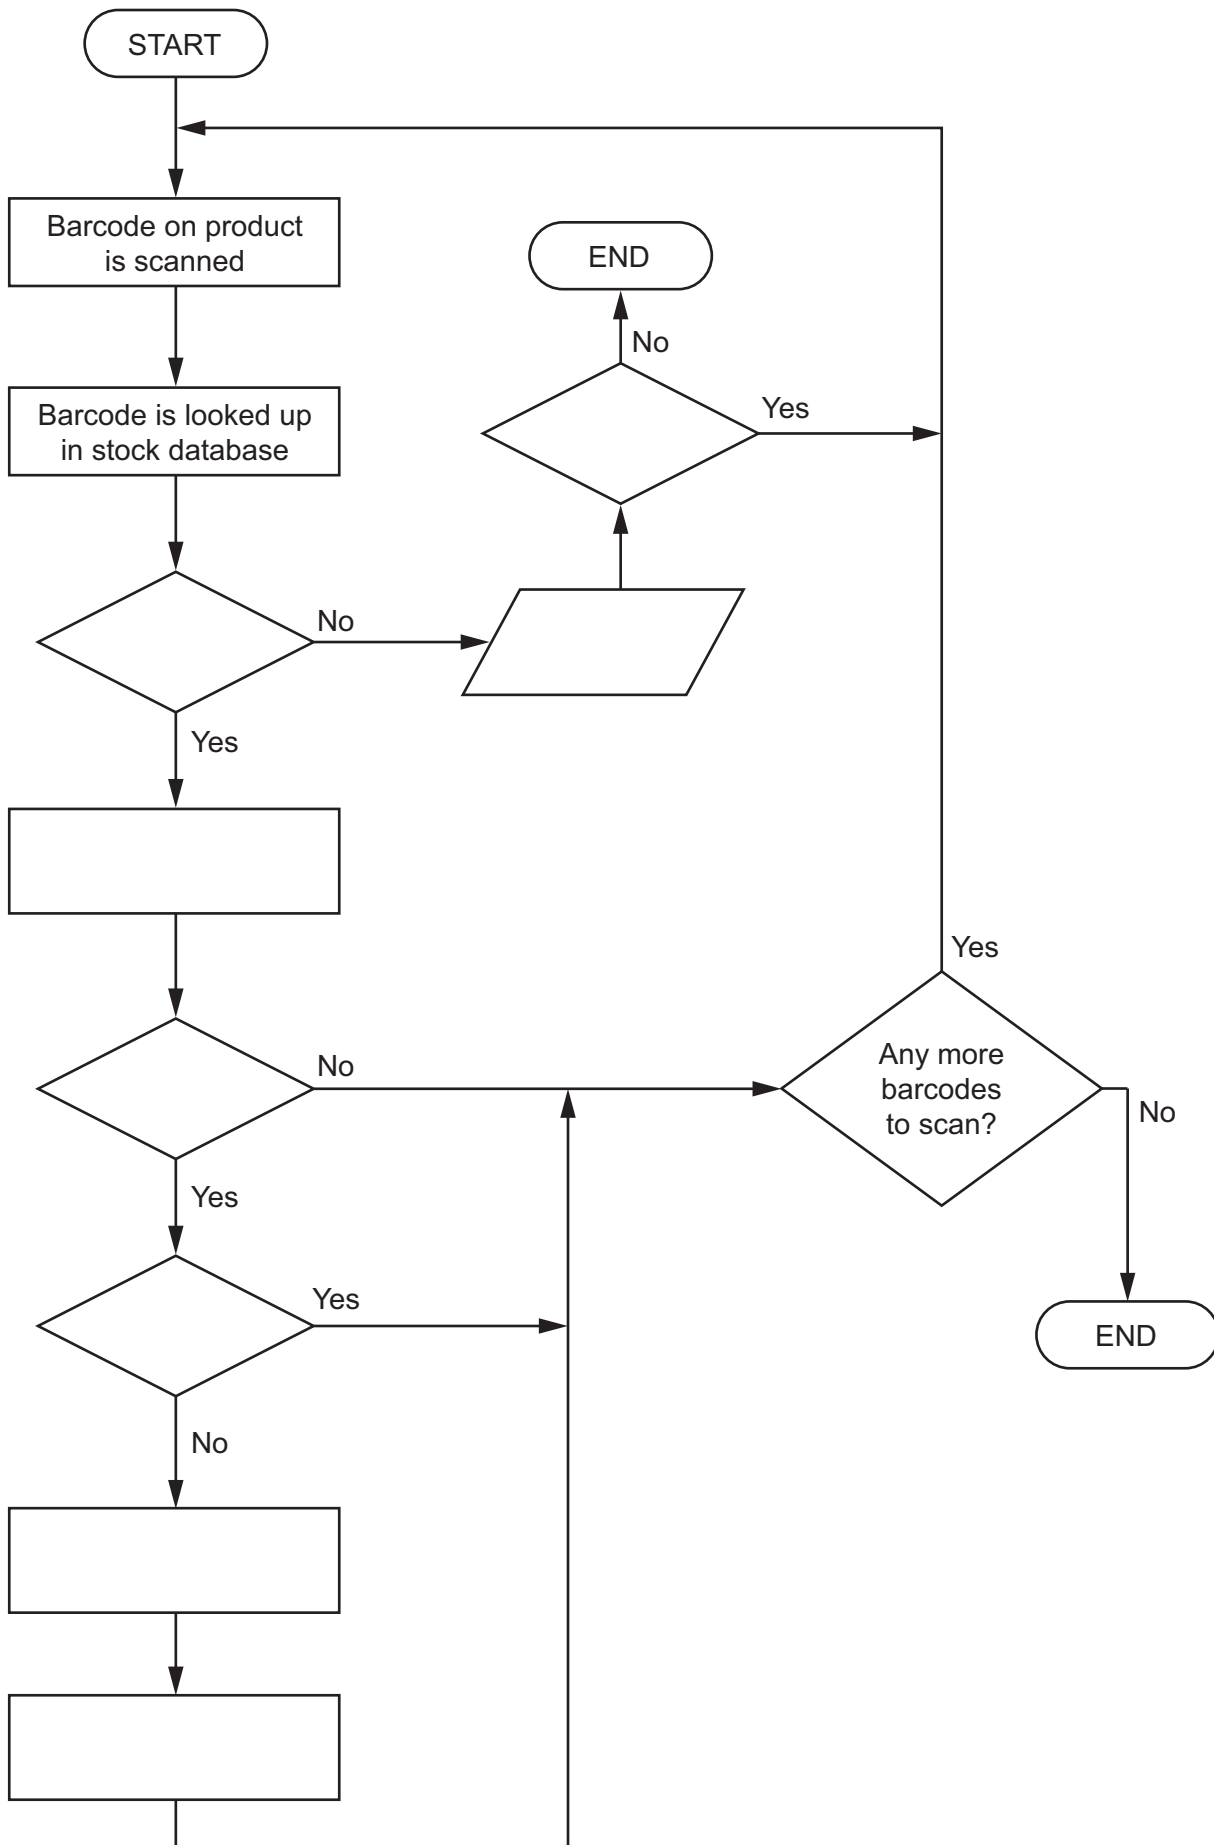 START
Barcode on product
is scanned
END
No
Barcode is looked up
in stock database
Yes
No
Yes
Yes
No
Any more
barcodes
to scan?
No
Yes
Yes
END
No